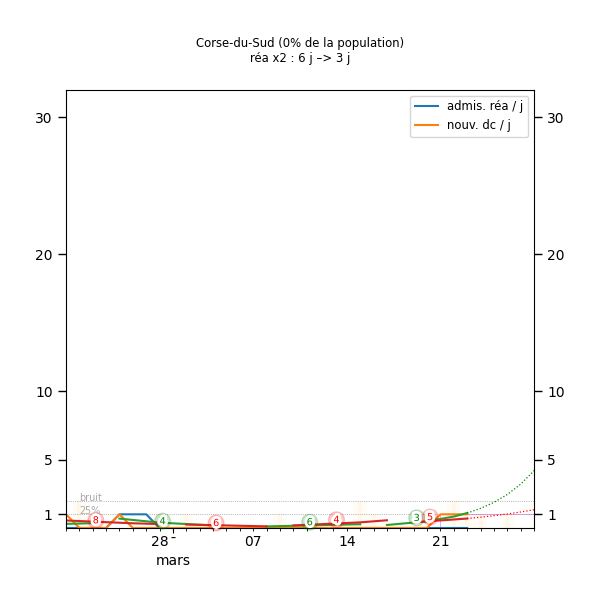 Corse-du-Sud (0% de la population)
réa x2 : 6 j –> 3 j
admis. réa / j
nouv. dc / j
30 30
20 20
10 10
5 5
bruit
25%
1 1
8 4 6 6 4 3 5
28 - 07 14 21
mars